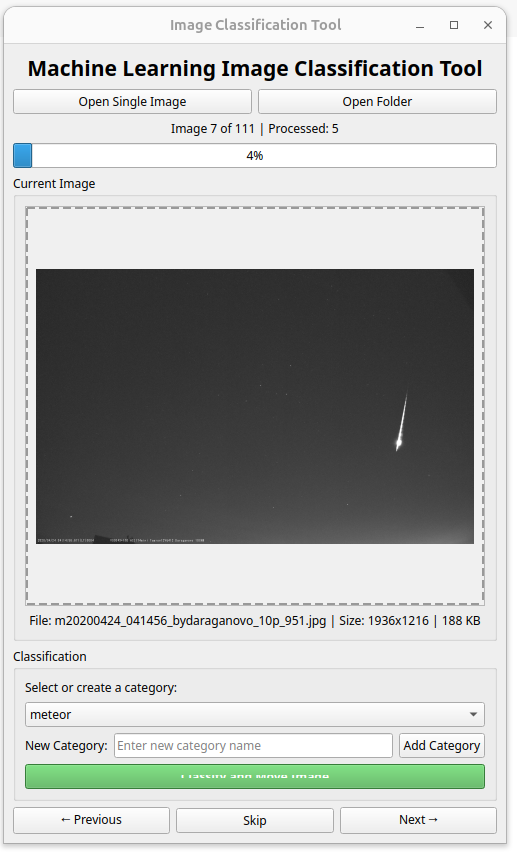 Image Classification Tool
Machine Learning Image Classification Tool
Open Single Image
Open Folder
Image 7 of 111 | Processed: 5
4%
Current Image
File: m20200424_041456_bydaraganovo_10p_951.jpg | Size: 1936x1216 | 188 KB
Classification
Select or create a category:
meteor
New Category:
Enter new category name
Add Category
Classify and Move Image
← Previous
Skip
Next →